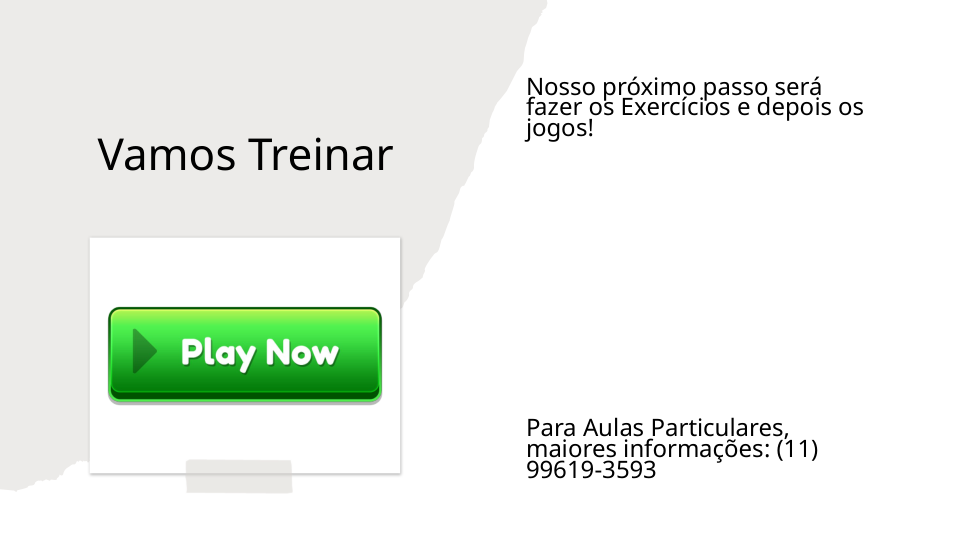 Vamos Treinar
Play Now
Nosso próximo passo será
fazer os Exercícios e depois os
jogos!
Para Aulas Particulares,
maiores informações: (11)
99619-3593